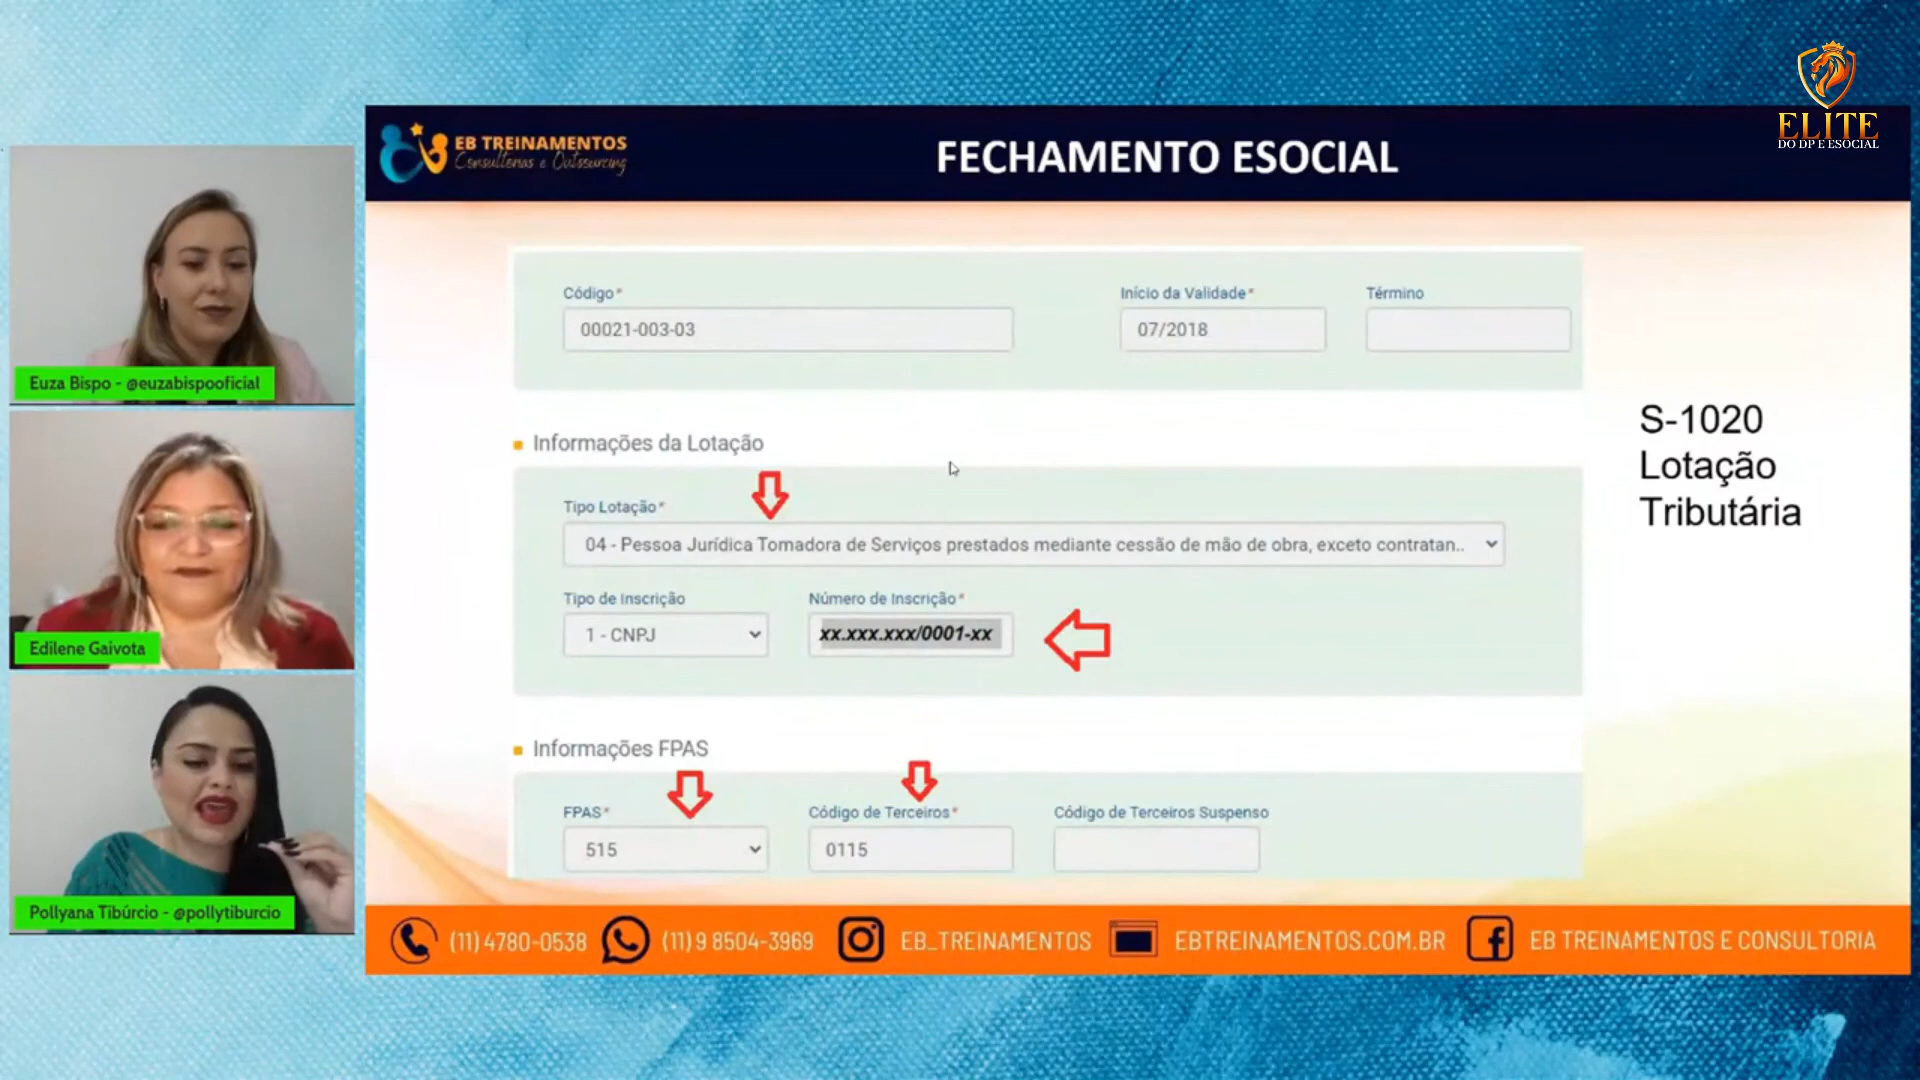 ELITE
DO DP E ESOCIAL
EB TREINAMENTOS
Consultorias e Outsourcing
FECHAMENTO ESOCIAL
Euza Bispo - @euzabispooficial
Edilene Gaivota
Pollyana Tibúrcio - @pollytiburcio
Código*
Início da Validade*
Término
00021-003-03
07/2018
Informações da Lotação
Tipo Lotação*
04 - Pessoa Jurídica Tomadora de Serviços prestados mediante cessão de mão de obra, exceto contratan..
Tipo de Inscrição
Número de Inscrição*
1 - CNPJ
xx.xxx.xxx/0001-xx
Informações FPAS
FPAS*
Código de Terceiros*
Código de Terceiros Suspenso
515
0115
S-1020
Lotação
Tributária
(11) 4780-0538
(11) 9 8504-3969
EB_TREINAMENTOS
EBTREINAMENTOS.COM.BR
EB TREINAMENTOS E CONSULTORIA